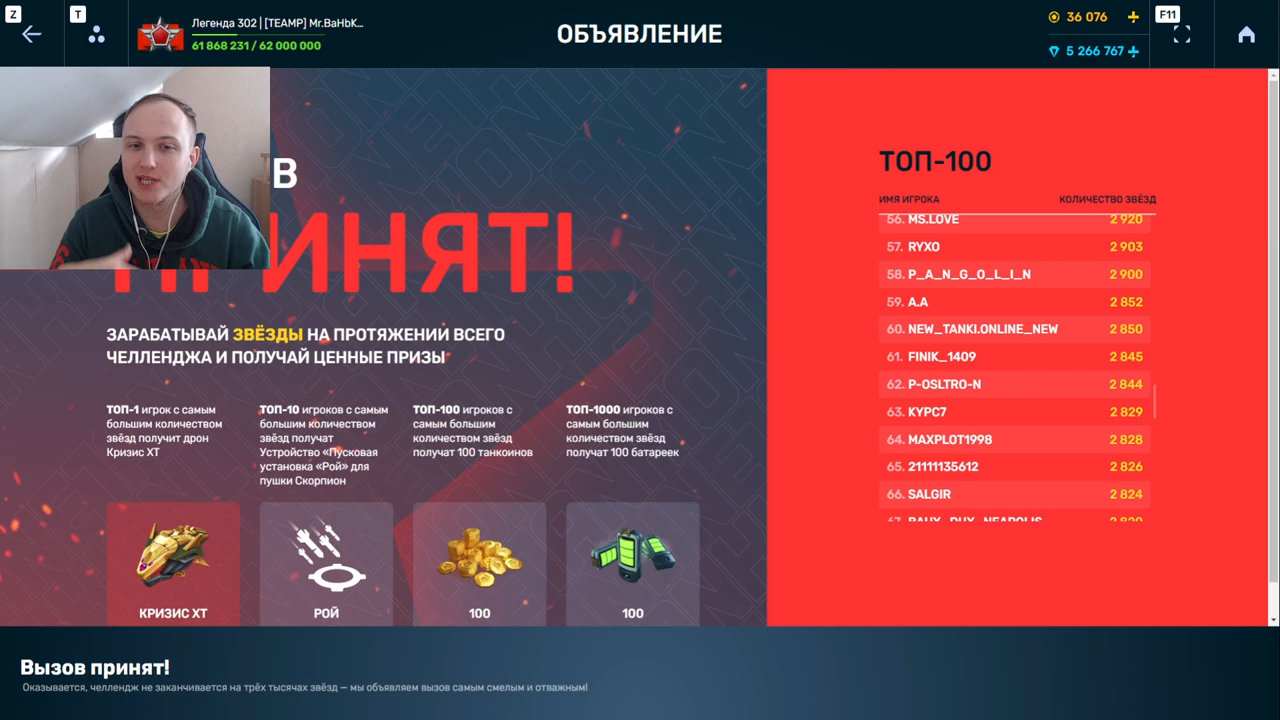 Z
T
Легенда 302 | [TEAMP] Mr.BaHbK...
61 868 231 / 62 000 000
ОБЪЯВЛЕНИЕ
36 076
5 266 767
F11
В
ПРИНЯТ!
ЗАРАБАТЫВАЙ ЗВЁЗДЫ НА ПРОТЯЖЕНИИ ВСЕГО
ЧЕЛЛЕНДЖА И ПОЛУЧАЙ ЦЕННЫЕ ПРИЗЫ
ТОП-1 игрок с самым
большим количеством
звёзд получит дрон
Кризис ХТ
ТОП-10 игроков с самым
большим количеством
звёзд получат
Устройство «Пусковая
установка «Рой» для
пушки Скорпион
ТОП-100 игроков с
самым большим
количеством звёзд
получат 100 танкоинов
ТОП-1000 игроков с
самым большим
количеством звёзд
получат 100 батареек
КРИЗИС ХТ
РОЙ
100
100
ТОП-100
ИМЯ ИГРОКА КОЛИЧЕСТВО ЗВЁЗД
56. MS.LOVE 2 920
57. RYXO 2 903
58. P_A_N_G_O_L_I_N 2 900
59. A.A 2 852
60. NEW_TANKI.ONLINE_NEW 2 850
61. FINIK_1409 2 845
62. P-OSLTRO-N 2 844
63. KYPC7 2 829
64. MAXPLOT1998 2 828
65. 21111135612 2 826
66. SALGIR 2 824
Вызов принят!
Оказывается, челлендж не заканчивается на трёх тысячах звёзд — мы объявляем вызов самым смелым и отважным!